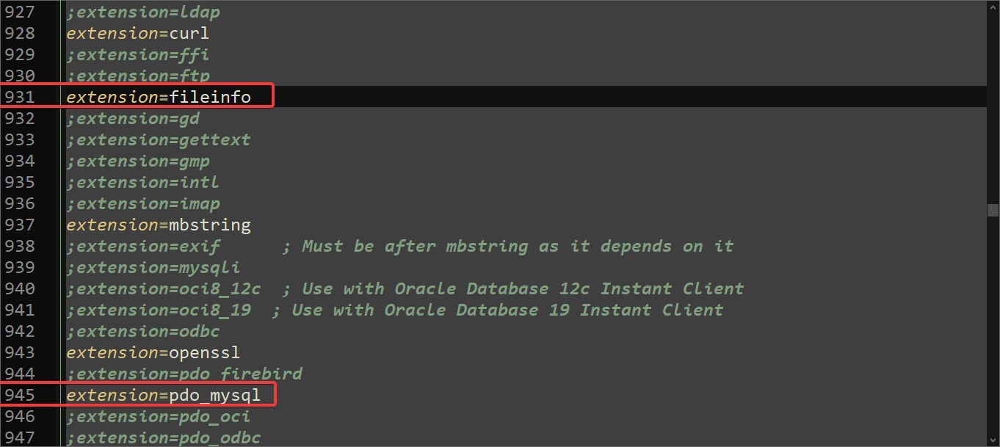 927 ;extension=ldap
928 extension=curl
929 ;extension=ffi
930 ;extension=ftp
931 extension=fileinfo
932 ;extension=gd
933 ;extension=gettext
934 ;extension=gmp
935 ;extension=intl
936 ;extension=imap
937 extension=mbstring
938 ;extension=exif      ; Must be after mbstring as it depends on it
939 ;extension=mysqli
940 ;extension=oci8_12c  ; Use with Oracle Database 12c Instant Client
941 ;extension=oci8_19  ; Use with Oracle Database 19 Instant Client
942 ;extension=odbc
943 extension=openssl
944 ;extension=pdo_firebird
945 extension=pdo_mysql
946 ;extension=pdo_oci
947 ;extension=pdo_odbc